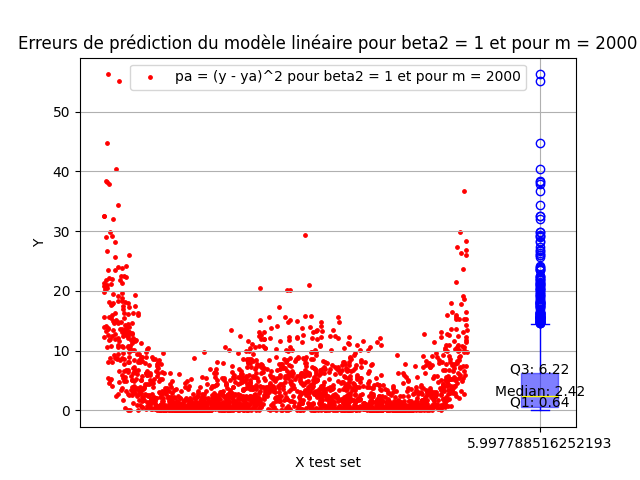 Erreurs de prédiction du modèle linéaire pour beta2 = 1 et pour m = 2000
pa = (y - ya)^2 pour beta2 = 1 et pour m = 2000
50
40
30
20
10
0
Y
Q3: 6.22
Median: 2.42
Q1: 0.64
5.997788516252193
X test set